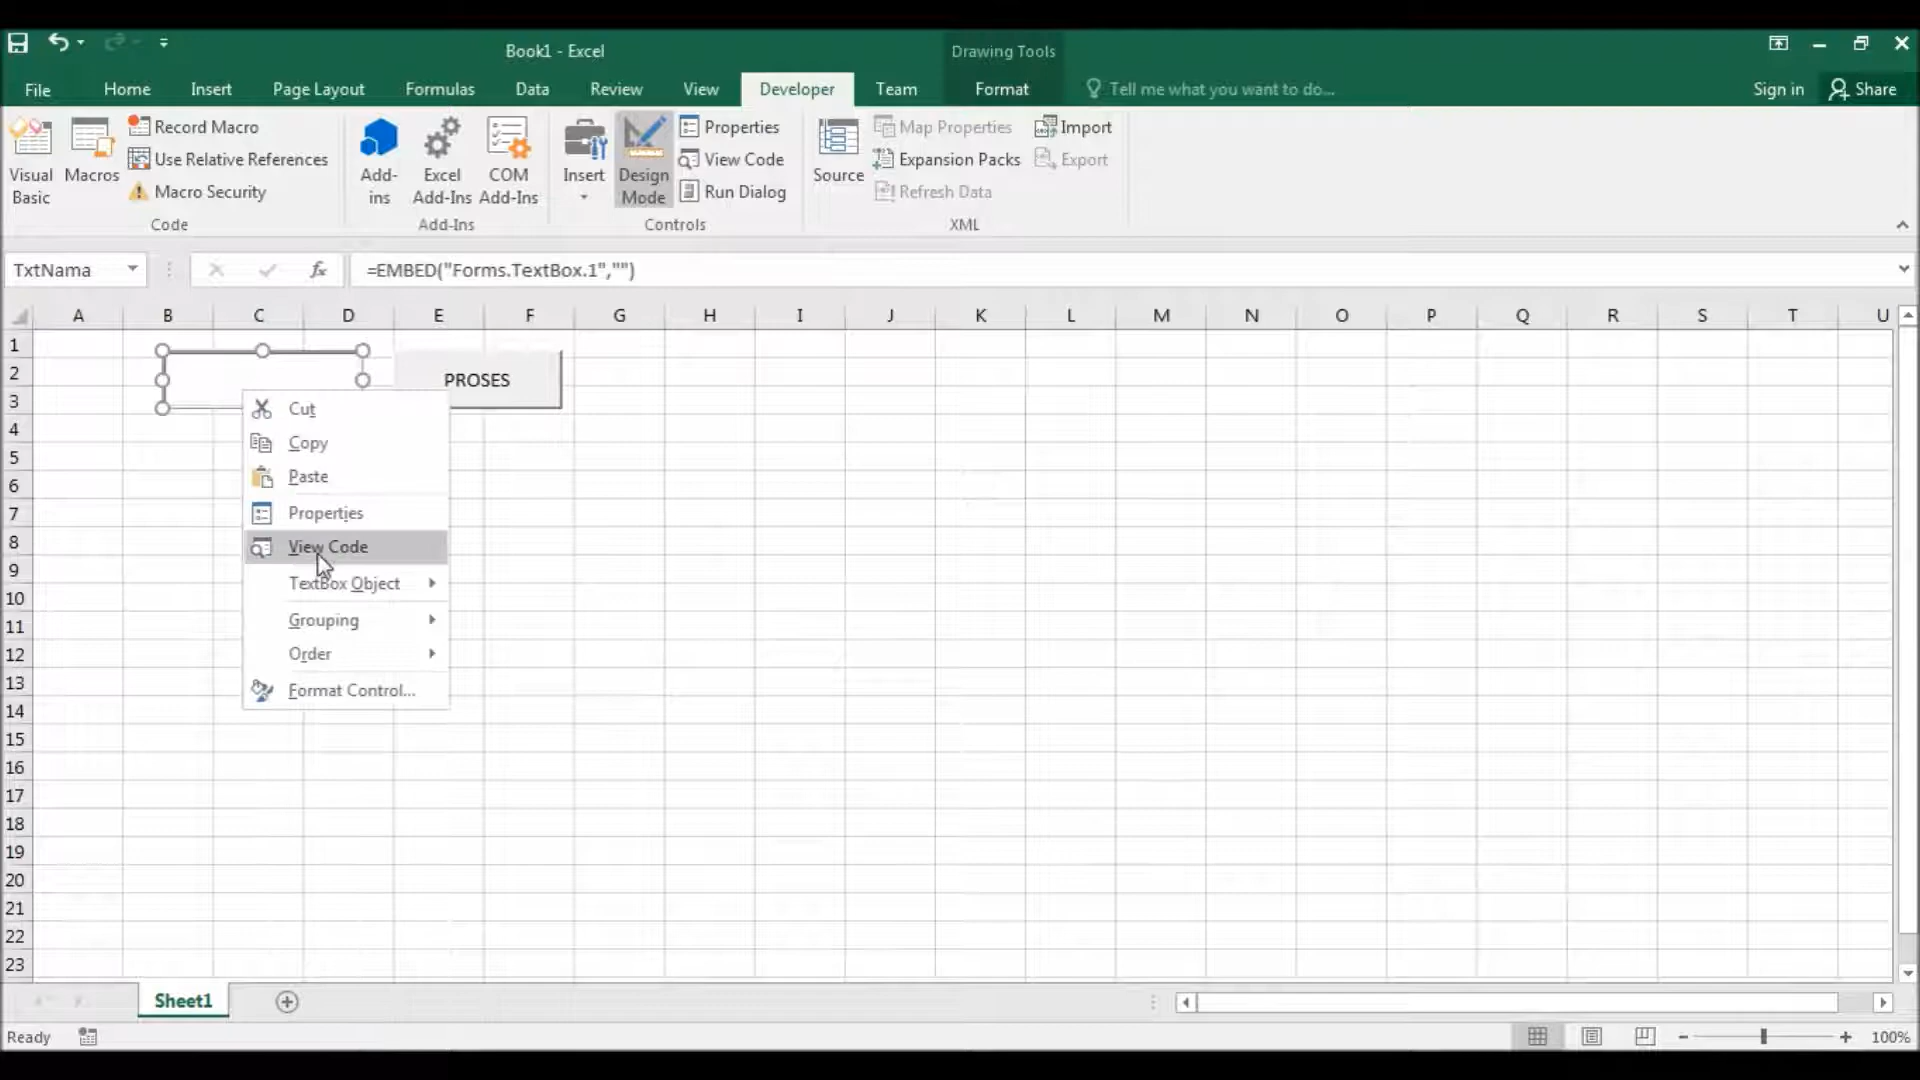 Book1 - Excel
Drawing Tools
File Home Insert Page Layout Formulas Data Review View Developer Team Format Tell me what you want to do... Sign in Share
Visual Basic
Macros
Record Macro
Use Relative References
Macro Security
Code
Add-ins
Excel Add-Ins
COM Add-Ins
Add-Ins
Insert
Design Mode
Properties
View Code
Run Dialog
Controls
Source
Map Properties
Expansion Packs
Refresh Data
Import
Export
XML
TxtNama fx =EMBED("Forms.TextBox.1","")
A B C D E F G H I J K L M N O P Q R S T U
1
2
3
4
5
6
7
8
9
10
11
12
13
14
15
16
17
18
19
20
21
22
23
PROSES
Cut
Copy
Paste
Properties
View Code
TextBox Object
Grouping
Order
Format Control...
Sheet1
Ready
100%